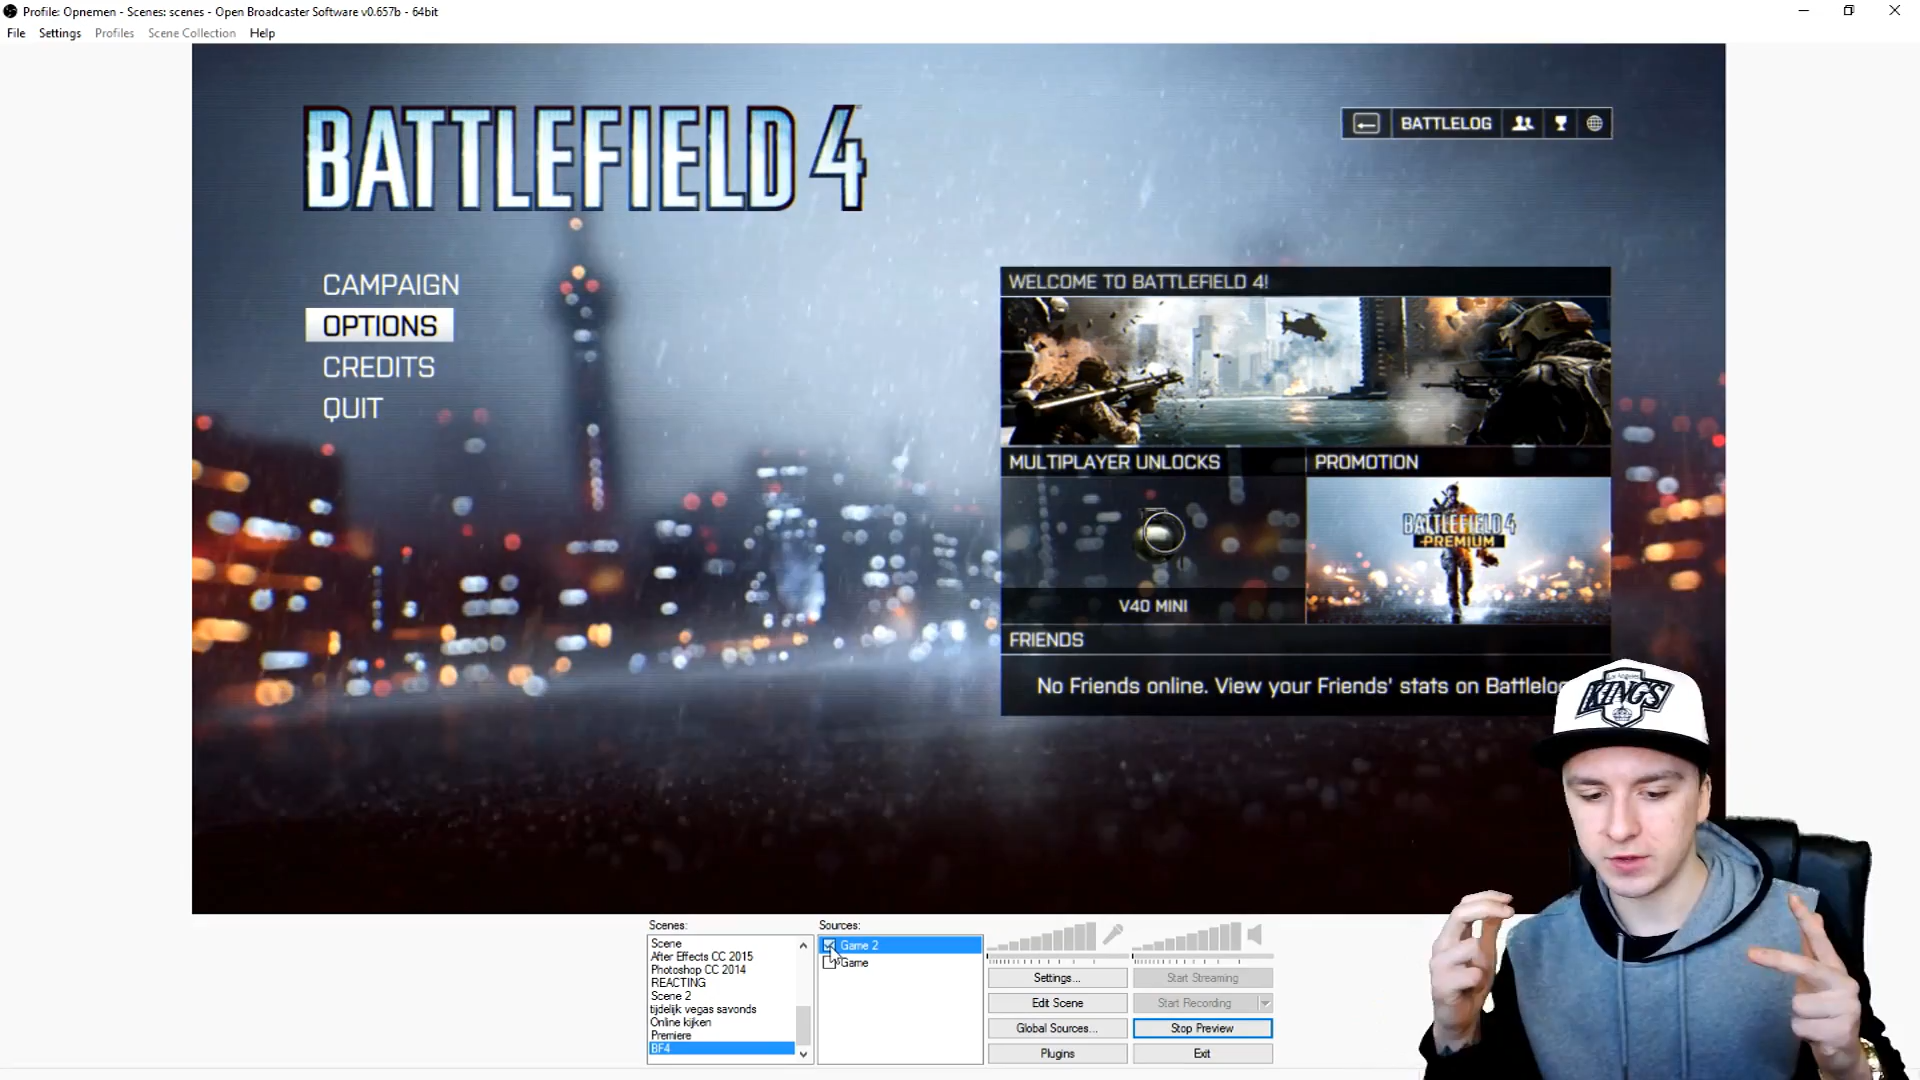 Profile: Opnemen - Scenes: scenes - Open Broadcaster Software v0.657b - 64bit
File Settings Profiles Scene Collection Help
BATTLEFIELD 4
BATTLELOG
CAMPAIGN
OPTIONS
CREDITS
QUIT
WELCOME TO BATTLEFIELD 4!
MULTIPLAYER UNLOCKS
PROMOTION
BATTLEFIELD 4
PREMIUM
V40 MINI
FRIENDS
No Friends online. View your Friends' stats on Battlelog
Los Angeles
KINGS
Scenes:
Scene
After Effects CC 2015
Photoshop CC 2014
REACTING
Scene 2
tijdelijk vegas savonds
Online kijken
Premiere
BF4
Sources:
Game 2
Game
Settings...
Edit Scene
Global Sources...
Plugins
Start Streaming
Start Recording
Stop Preview
Exit